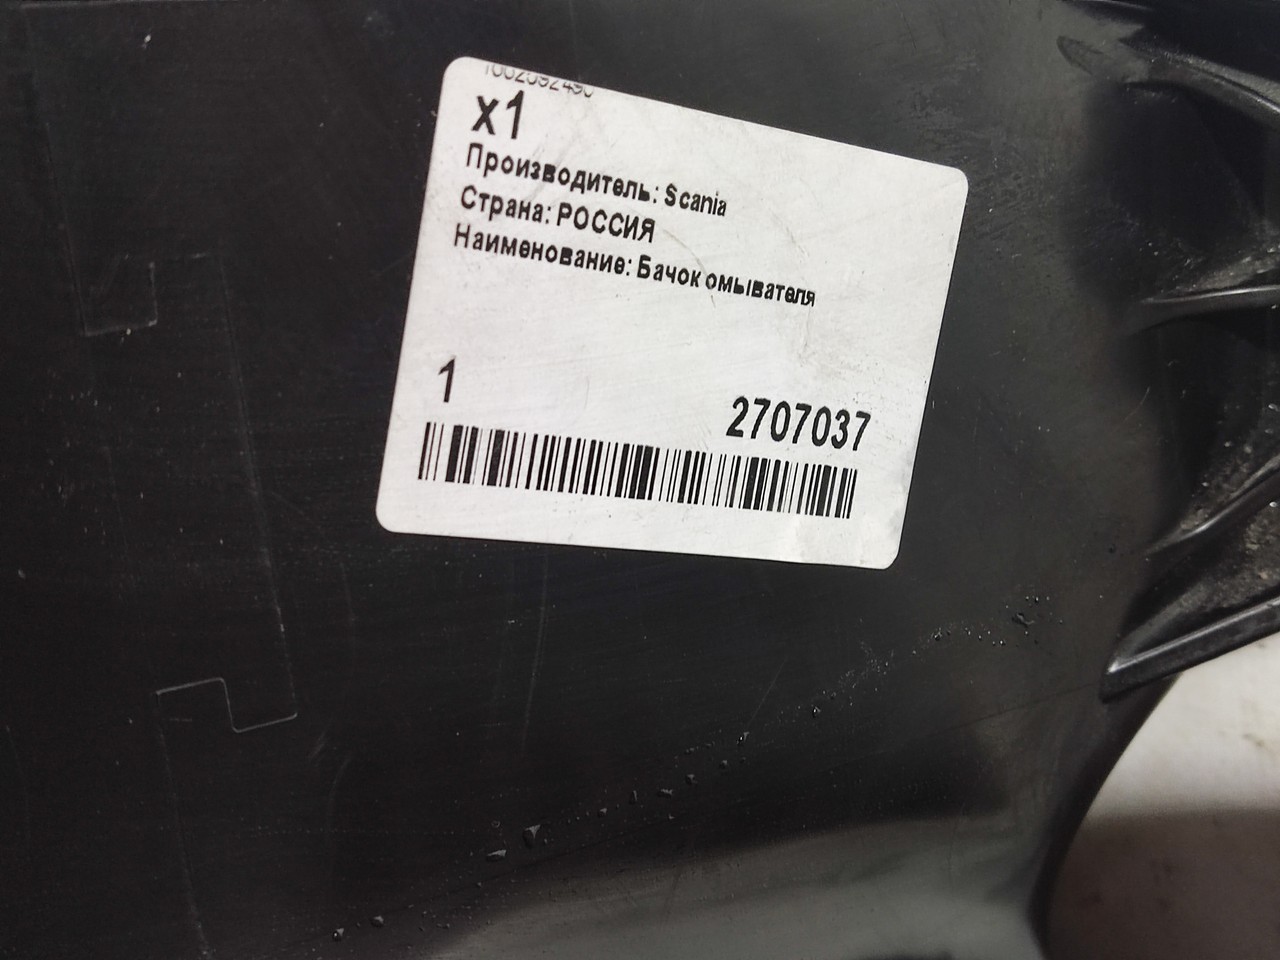 x1
Производитель: Scania
Страна: РОССИЯ
Наименование: Бачок омывателя
1
2707037